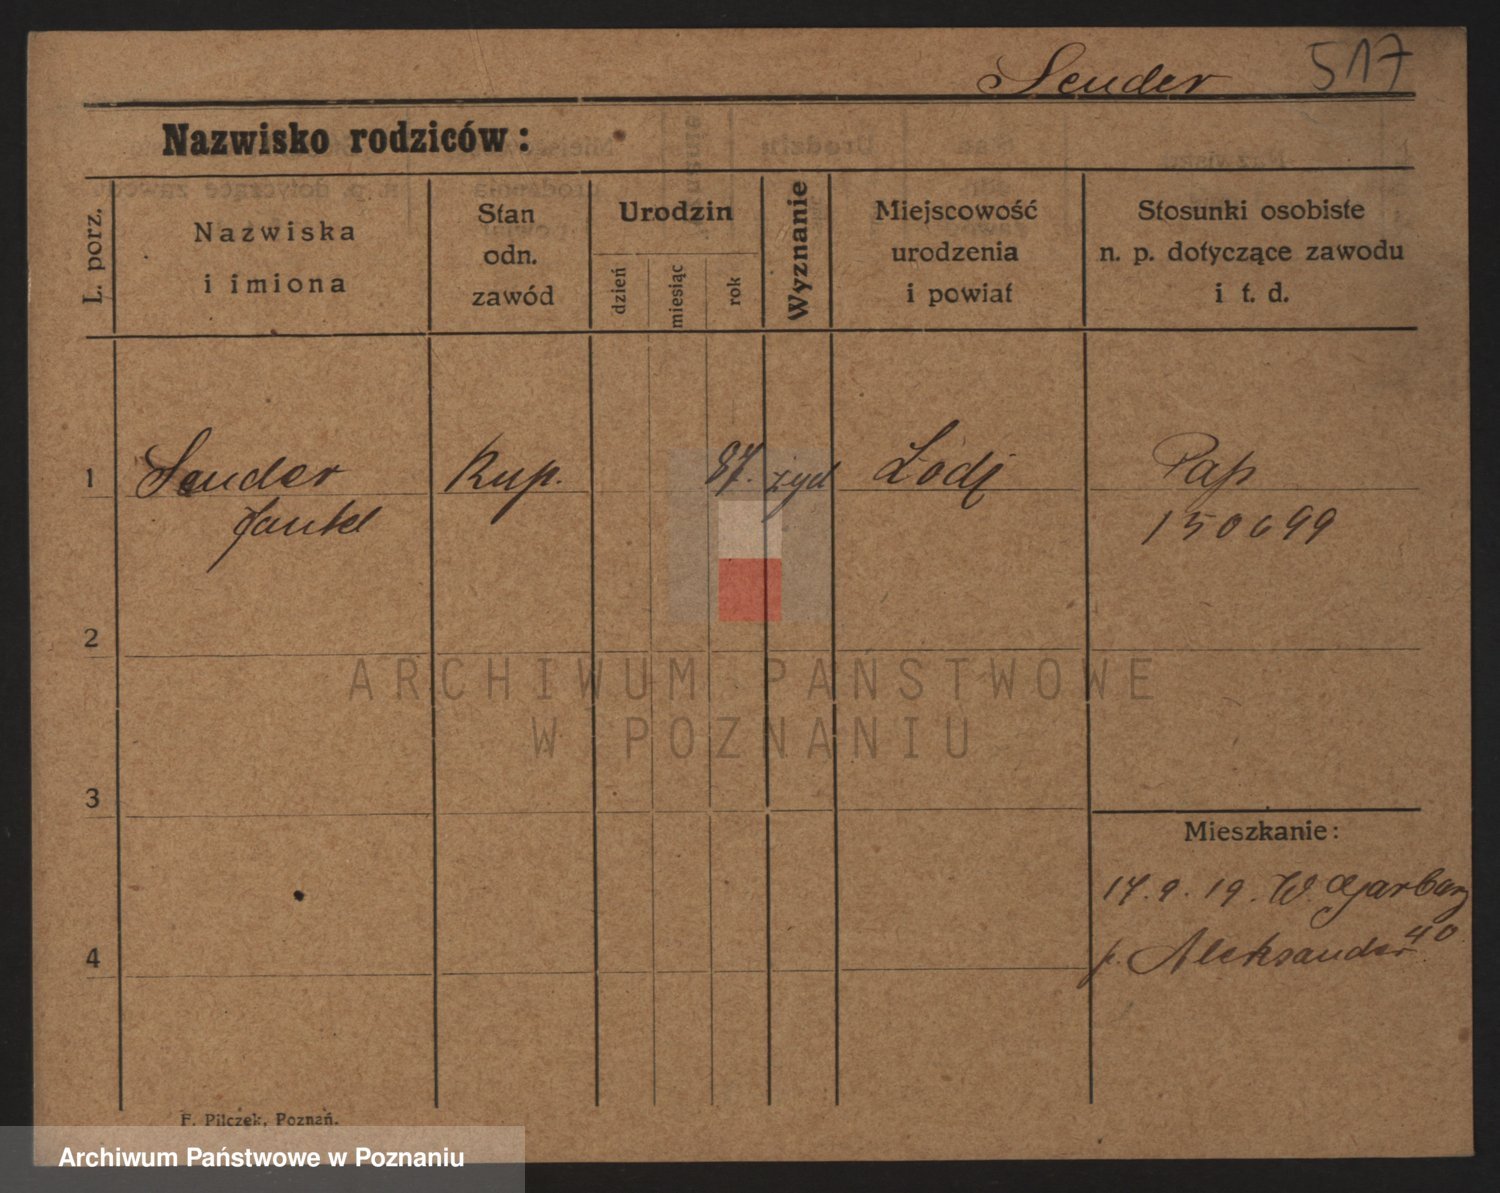 Sender 517
Nazwisko rodziców:
L. porz.
Nazwiska
i imiona
Stan
odn.
zawód
Urodzin
dzień
miesiąc
rok
Wyznanie
Miejscowość
urodzenia
i powiat
Stosunki osobiste
n. p. dotyczące zawodu
i t. d.
1 Sender Kup. 87. żyd Łódź Pap
Jankel 150699
2
ARCHIWUM PAŃSTWOWE
W POZNANIU
3
Mieszkanie:
17.9.19. W. Garbary
40
4 p. Aleksander
F. Pilczek, Poznań.
Archiwum Państwowe w Poznaniu